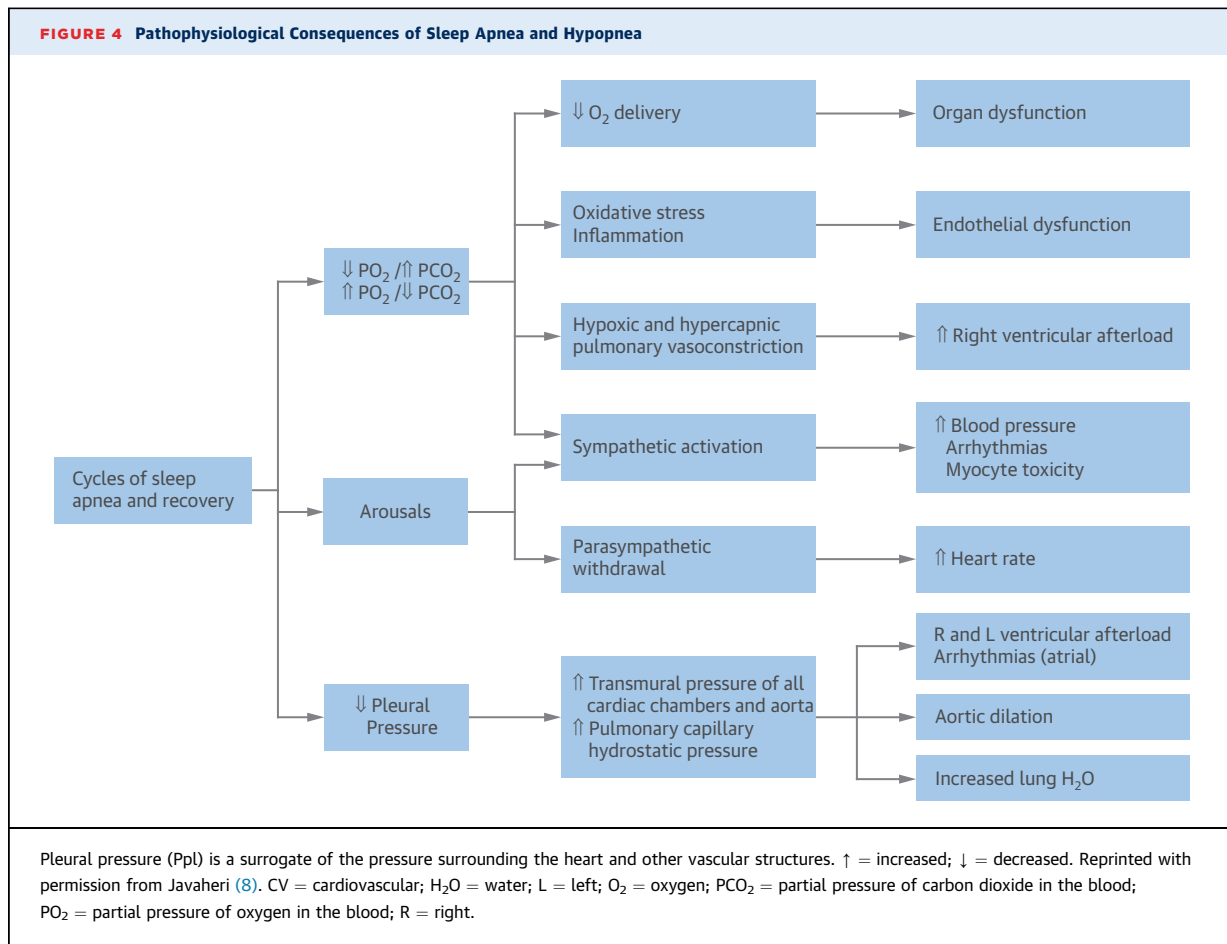 FIGURE 4 Pathophysiological Consequences of Sleep Apnea and Hypopnea
⇓ O₂ delivery
Organ dysfunction
Oxidative stress
Inflammation
Endothelial dysfunction
⇓ PO₂ /⇑ PCO₂
⇑ PO₂ /⇓ PCO₂
Hypoxic and hypercapnic
pulmonary vasoconstriction
⇑ Right ventricular afterload
Sympathetic activation
⇑ Blood pressure
Arrhythmias
Myocyte toxicity
Cycles of sleep
apnea and recovery
Arousals
Parasympathetic
withdrawal
⇑ Heart rate
⇓ Pleural
Pressure
⇑ Transmural pressure of all
cardiac chambers and aorta
⇑ Pulmonary capillary
hydrostatic pressure
R and L ventricular afterload
Arrhythmias (atrial)
Aortic dilation
Increased lung H₂O
Pleural pressure (Ppl) is a surrogate of the pressure surrounding the heart and other vascular structures. ↑ = increased; ↓ = decreased. Reprinted with
permission from Javaheri (8). CV = cardiovascular; H₂O = water; L = left; O₂ = oxygen; PCO₂ = partial pressure of carbon dioxide in the blood;
PO₂ = partial pressure of oxygen in the blood; R = right.